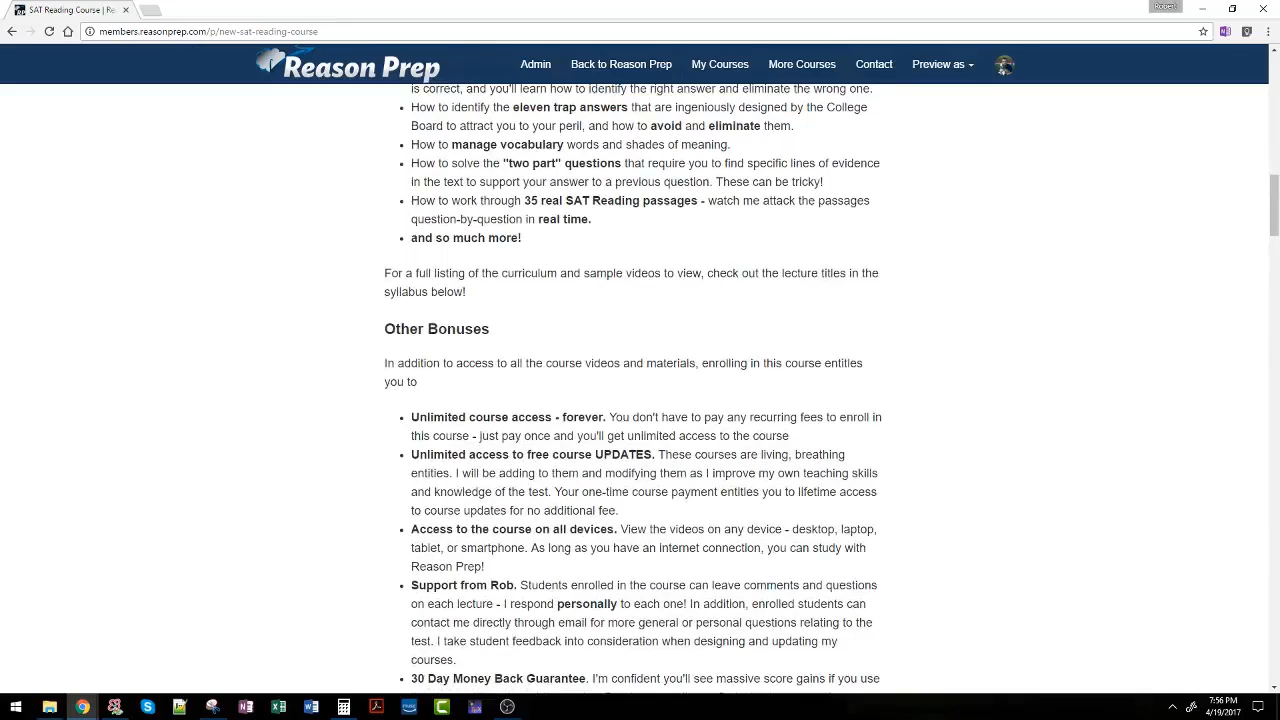 SAT Reading Course | Re
Robert
members.reasonprep.com/p/new-sat-reading-course
Reason Prep
Admin
Back to Reason Prep
My Courses
More Courses
Contact
Preview as
is correct, and you'll learn how to identify the right answer and eliminate the wrong one.
How to identify the eleven trap answers that are ingeniously designed by the College
Board to attract you to your peril, and how to avoid and eliminate them.
How to manage vocabulary words and shades of meaning.
How to solve the "two part" questions that require you to find specific lines of evidence
in the text to support your answer to a previous question. These can be tricky!
How to work through 35 real SAT Reading passages - watch me attack the passages
question-by-question in real time.
and so much more!
For a full listing of the curriculum and sample videos to view, check out the lecture titles in the
syllabus below!
Other Bonuses
In addition to access to all the course videos and materials, enrolling in this course entitles
you to
Unlimited course access - forever. You don't have to pay any recurring fees to enroll in
this course - just pay once and you'll get unlimited access to the course
Unlimited access to free course UPDATES. These courses are living, breathing
entities. I will be adding to them and modifying them as I improve my own teaching skills
and knowledge of the test. Your one-time course payment entitles you to lifetime access
to course updates for no additional fee.
Access to the course on all devices. View the videos on any device - desktop, laptop,
tablet, or smartphone. As long as you have an internet connection, you can study with
Reason Prep!
Support from Rob. Students enrolled in the course can leave comments and questions
on each lecture - I respond personally to each one! In addition, enrolled students can
contact me directly through email for more general or personal questions relating to the
test. I take student feedback into consideration when designing and updating my
courses.
30 Day Money Back Guarantee. I'm confident you'll see massive score gains if you use
7:56 PM
4/19/2017